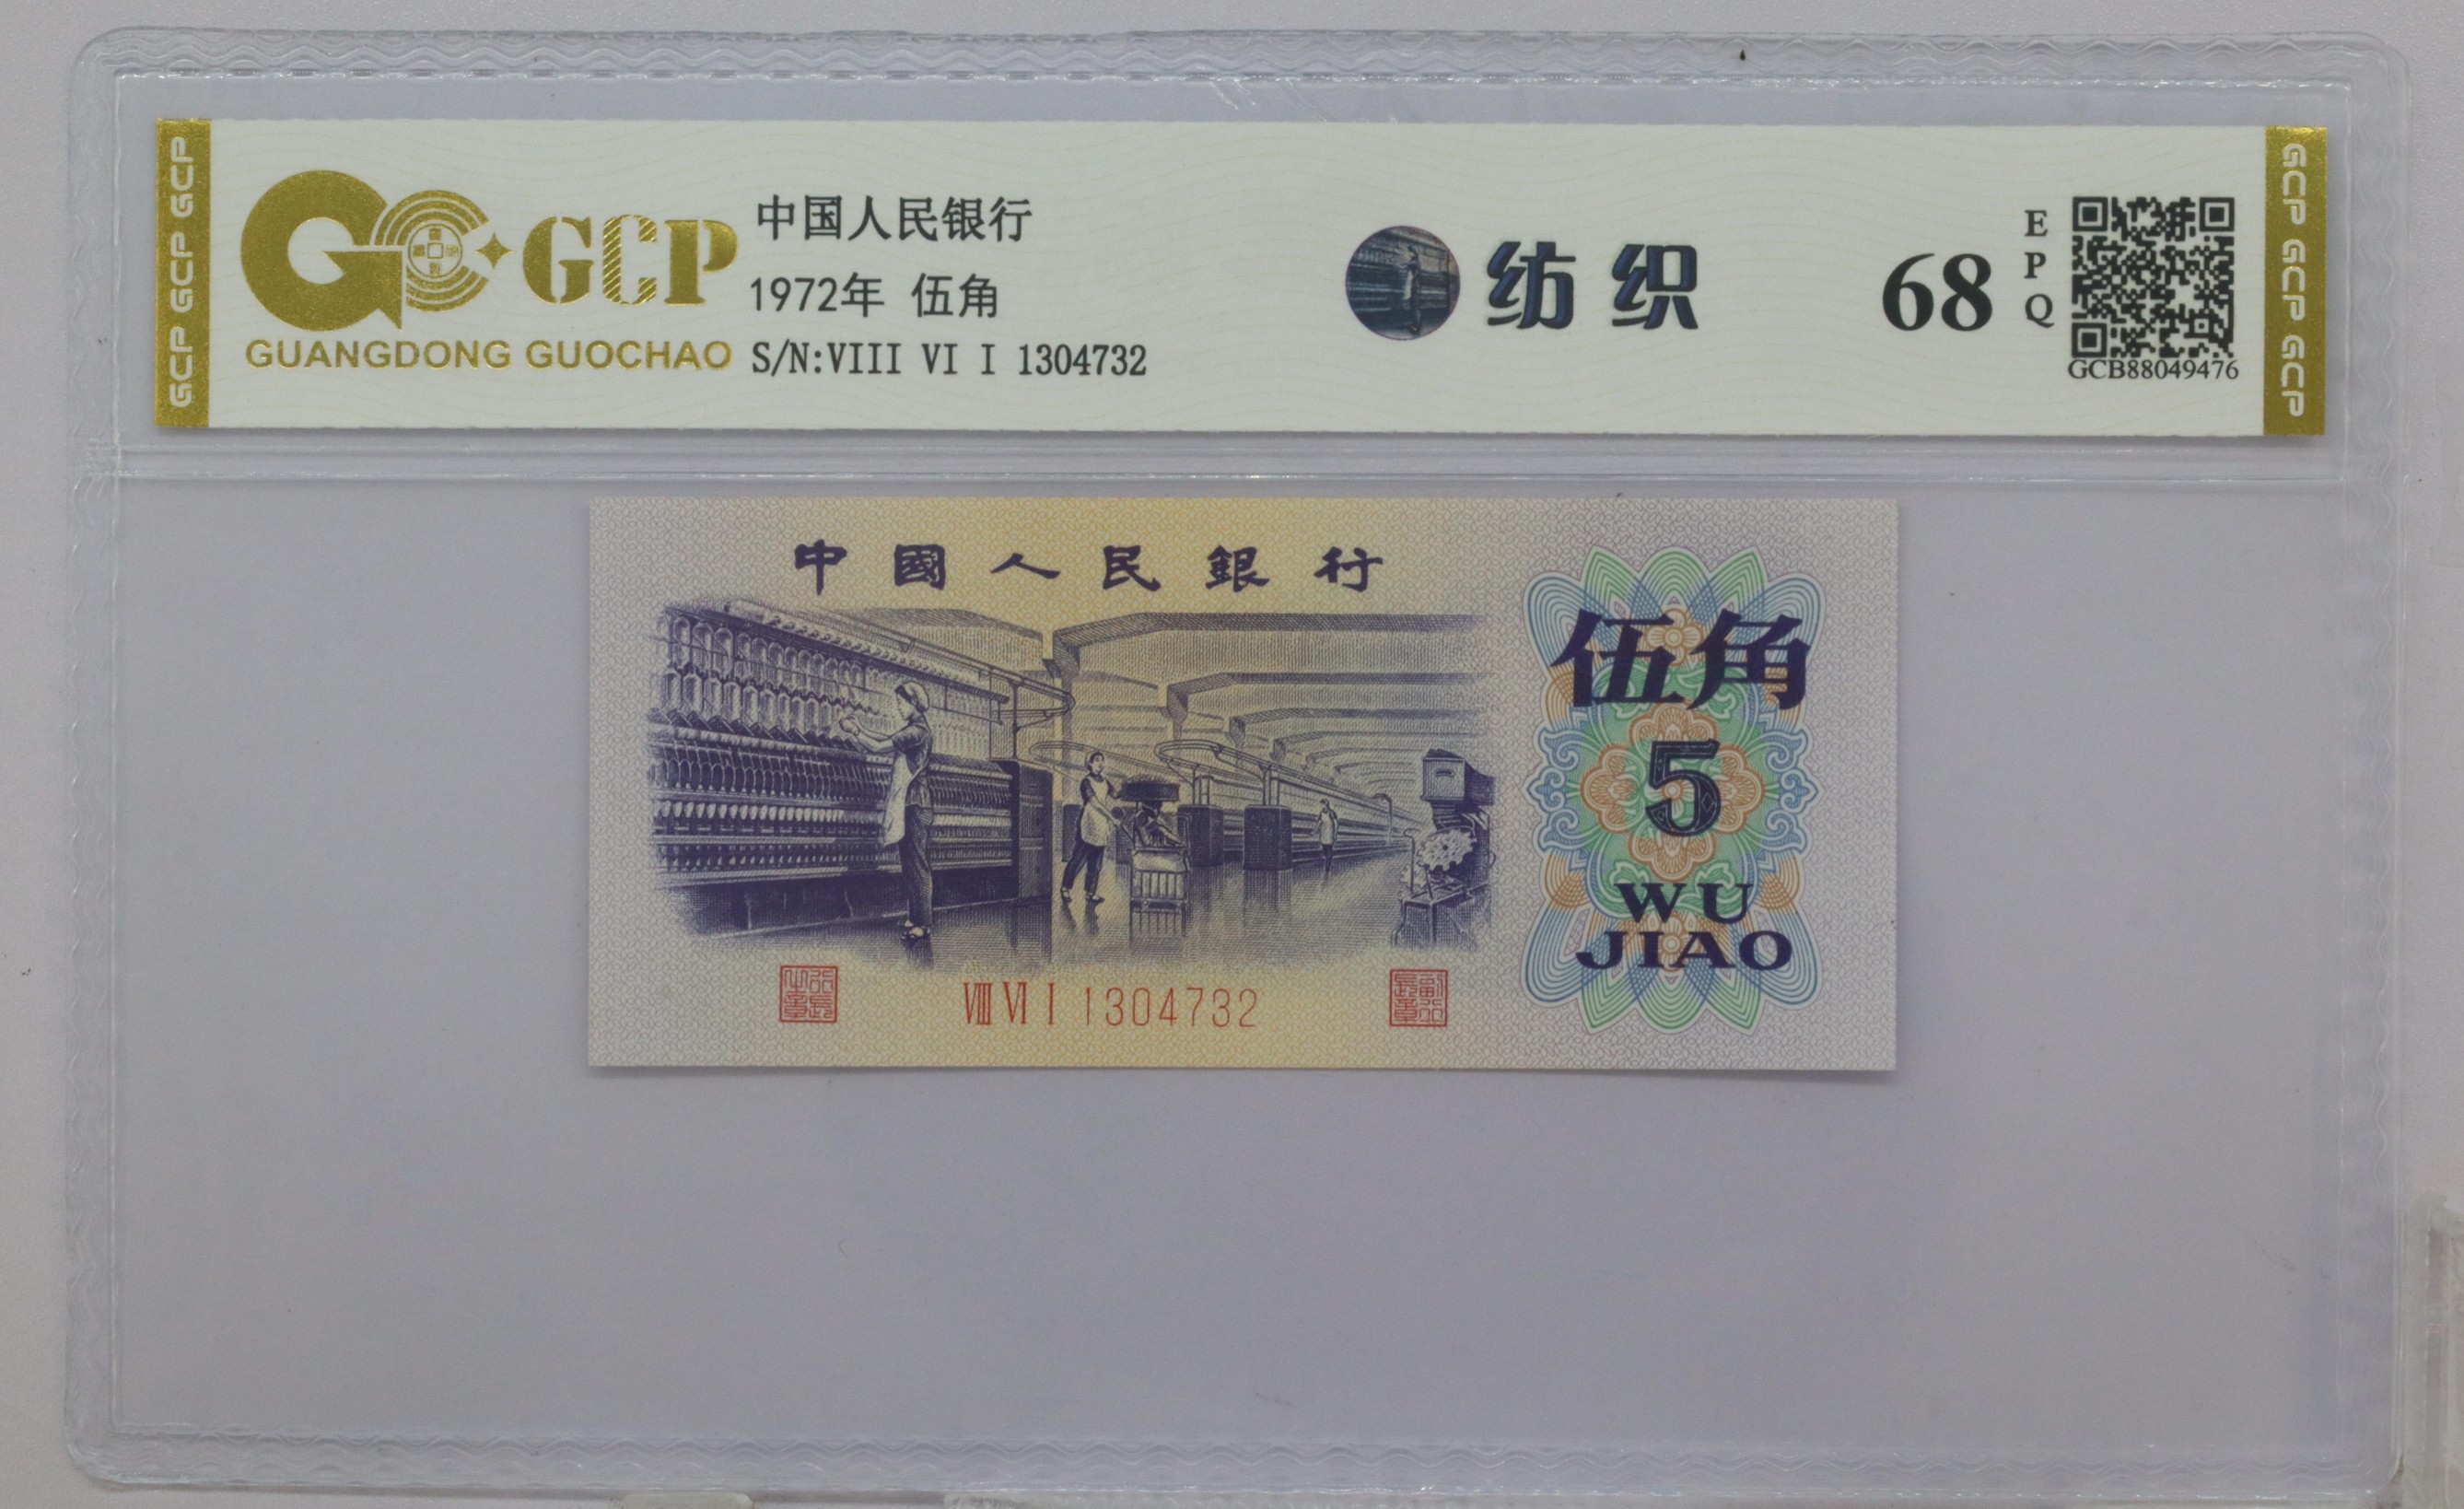 GCP GCP GCP
GCP
GUANGDONG GUOCHAO
中国人民银行
1972年 伍角
S/N:VIII VI I 1304732
纺织
68
EPQ
GCB88049476
GCP GCP GCP
中國人民銀行
伍角
5
WU
JIAO
VIII VI I 1304732